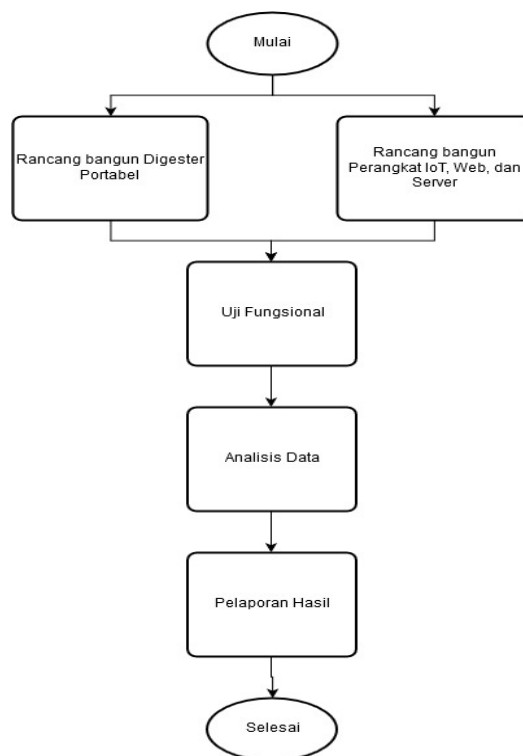 Mulai
Rancang bangun Digester
Portabel
Rancang bangun
Perangkat IoT, Web, dan
Server
Uji Fungsional
Analisis Data
Pelaporan Hasil
Selesai